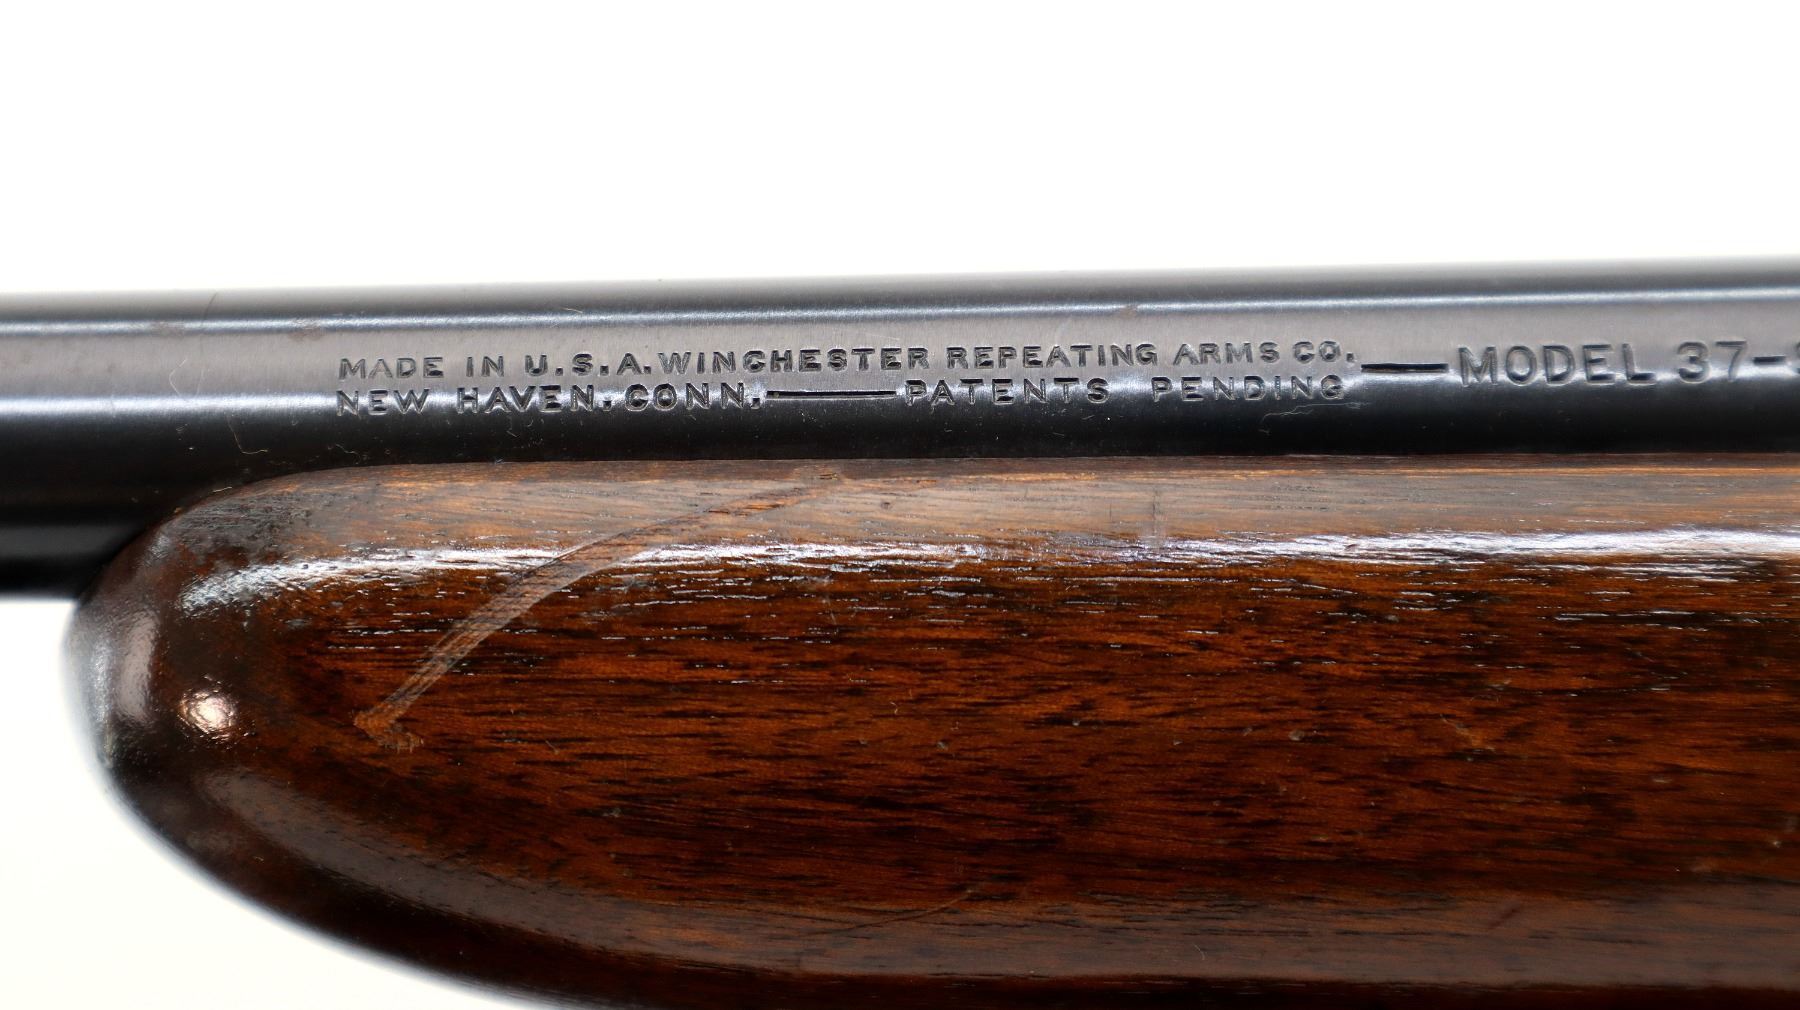 MADE IN U.S.A. WINCHESTER REPEATING ARMS CO.
NEW HAVEN. CONN. —— PATENTS PENDING —— MODEL 37-